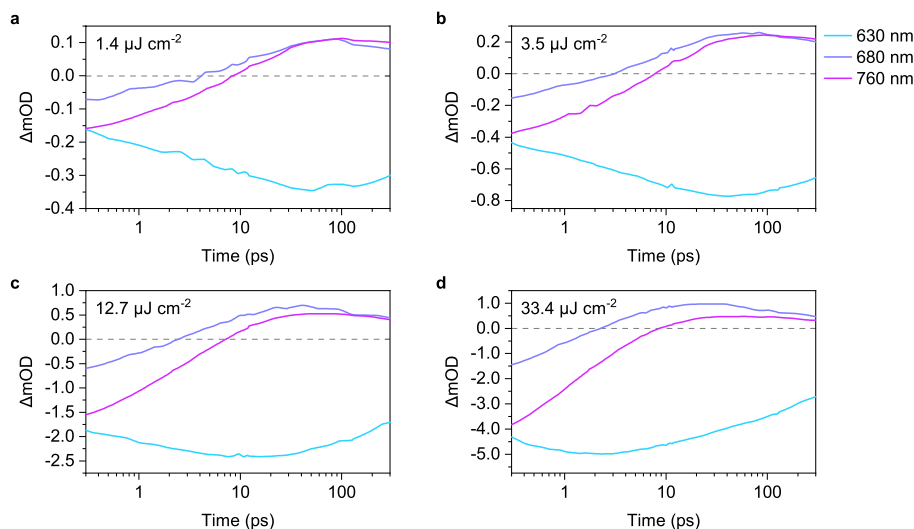 a
1.4 µJ cm-2
0.1
0.0
-0.1
-0.2
-0.3
-0.4
ΔmOD
1 10 100
Time (ps)
b
3.5 µJ cm-2
0.2
0.0
-0.2
-0.4
-0.6
-0.8
ΔmOD
1 10 100
Time (ps)
630 nm
680 nm
760 nm
c
12.7 µJ cm-2
1.0
0.5
0.0
-0.5
-1.0
-1.5
-2.0
-2.5
ΔmOD
1 10 100
Time (ps)
d
33.4 µJ cm-2
1.0
0.0
-1.0
-2.0
-3.0
-4.0
-5.0
ΔmOD
1 10 100
Time (ps)